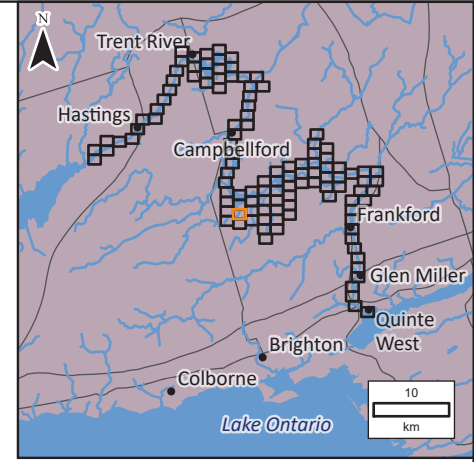 N
Trent River
Hastings
Campbellford
Frankford
Glen Miller
Quinte
West
Brighton
Colborne
Lake Ontario
10
km